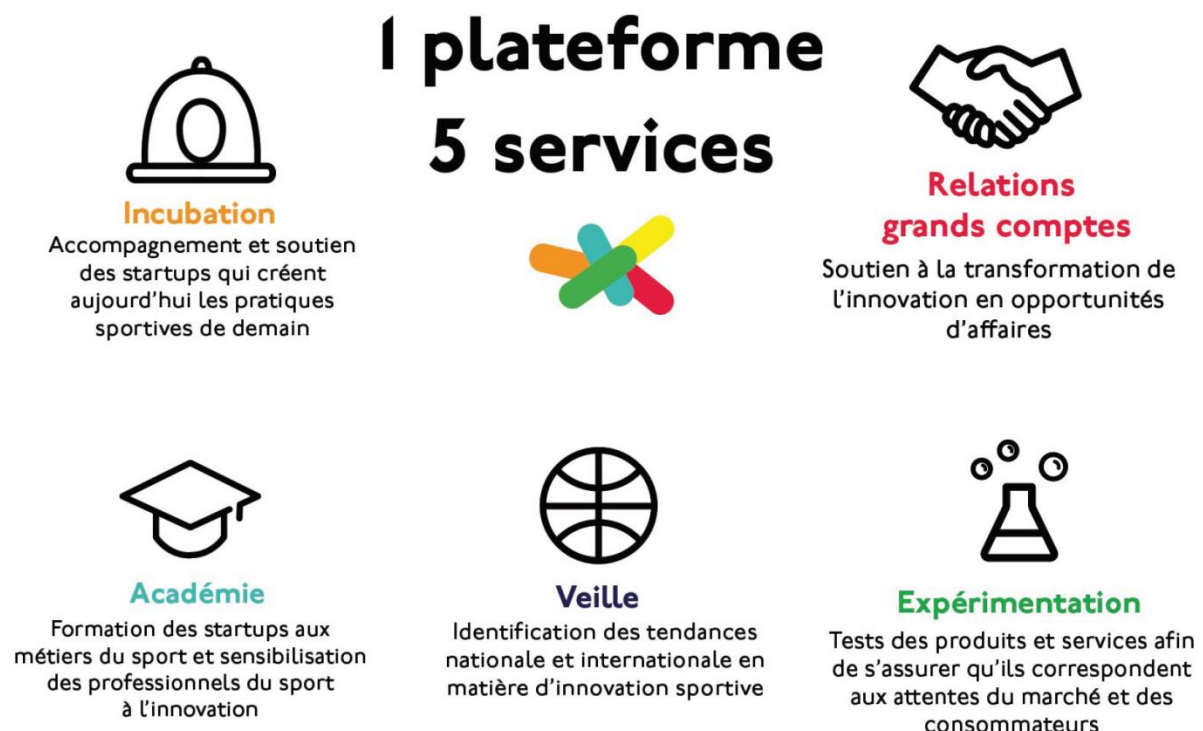 1 plateforme
5 services
Incubation
Accompagnement et soutien
des startups qui créent
aujourd'hui les pratiques
sportives de demain
Relations
grands comptes
Soutien à la transformation de
l'innovation en opportunités
d'affaires
Académie
Formation des startups aux
métiers du sport et sensibilisation
des professionnels du sport
à l'innovation
Veille
Identification des tendances
nationale et internationale en
matière d'innovation sportive
Expérimentation
Tests des produits et services afin
de s'assurer qu'ils correspondent
aux attentes du marché et des
consommateurs